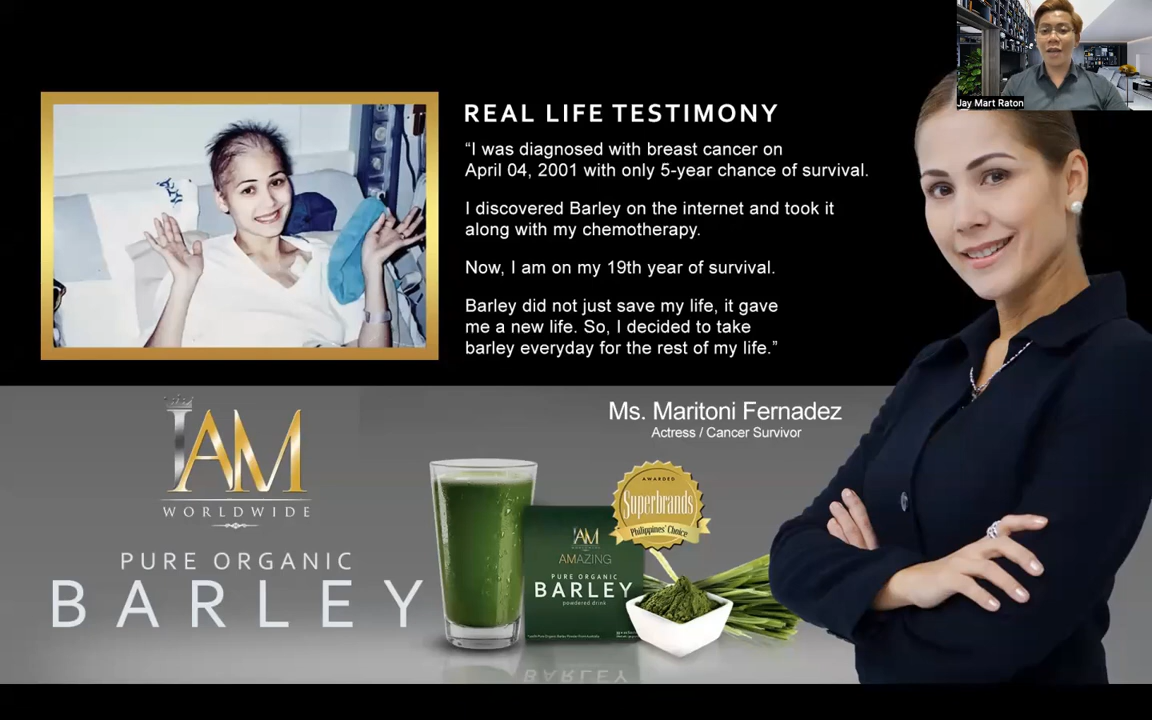 Jay Mart Raton
REAL LIFE TESTIMONY
“I was diagnosed with breast cancer on
April 04, 2001 with only 5-year chance of survival.
I discovered Barley on the internet and took it
along with my chemotherapy.
Now, I am on my 19th year of survival.
Barley did not just save my life, it gave
me a new life. So, I decided to take
barley everyday for the rest of my life.”
Ms. Maritoni Fernadez
Actress / Cancer Survivor
IAM
WORLDWIDE
PURE ORGANIC
BARLEY
AWARDED
Superbrands
Philippines' Choice
IAM
AMAZING
PURE ORGANIC
BARLEY
powdered drink
BARLEY